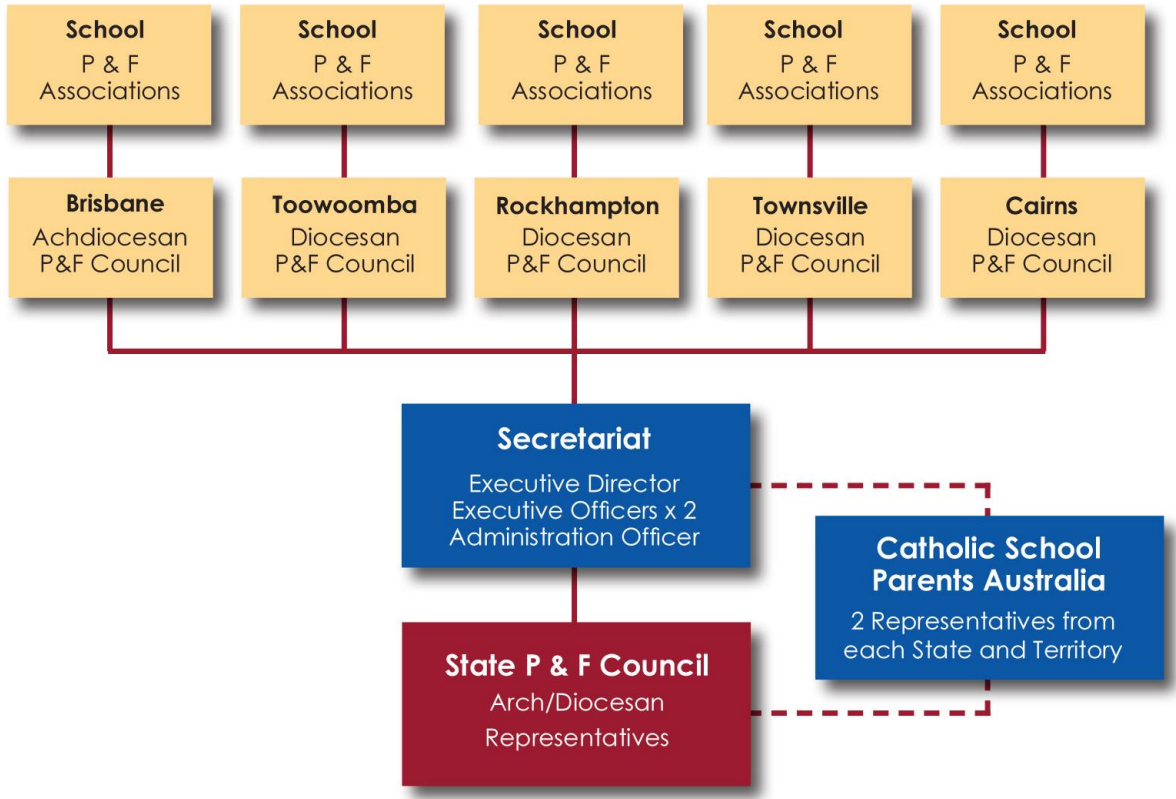 School
P & F
Associations
School
P & F
Associations
School
P & F
Associations
School
P & F
Associations
School
P & F
Associations
Brisbane
Achdiocesan
P&F Council
Toowoomba
Diocesan
P&F Council
Rockhampton
Diocesan
P&F Council
Townsville
Diocesan
P&F Council
Cairns
Diocesan
P&F Council
Secretariat
Executive Director
Executive Officers x 2
Administration Officer
Catholic School
Parents Australia
2 Representatives from
each State and Territory
State P & F Council
Arch/Diocesan
Representatives